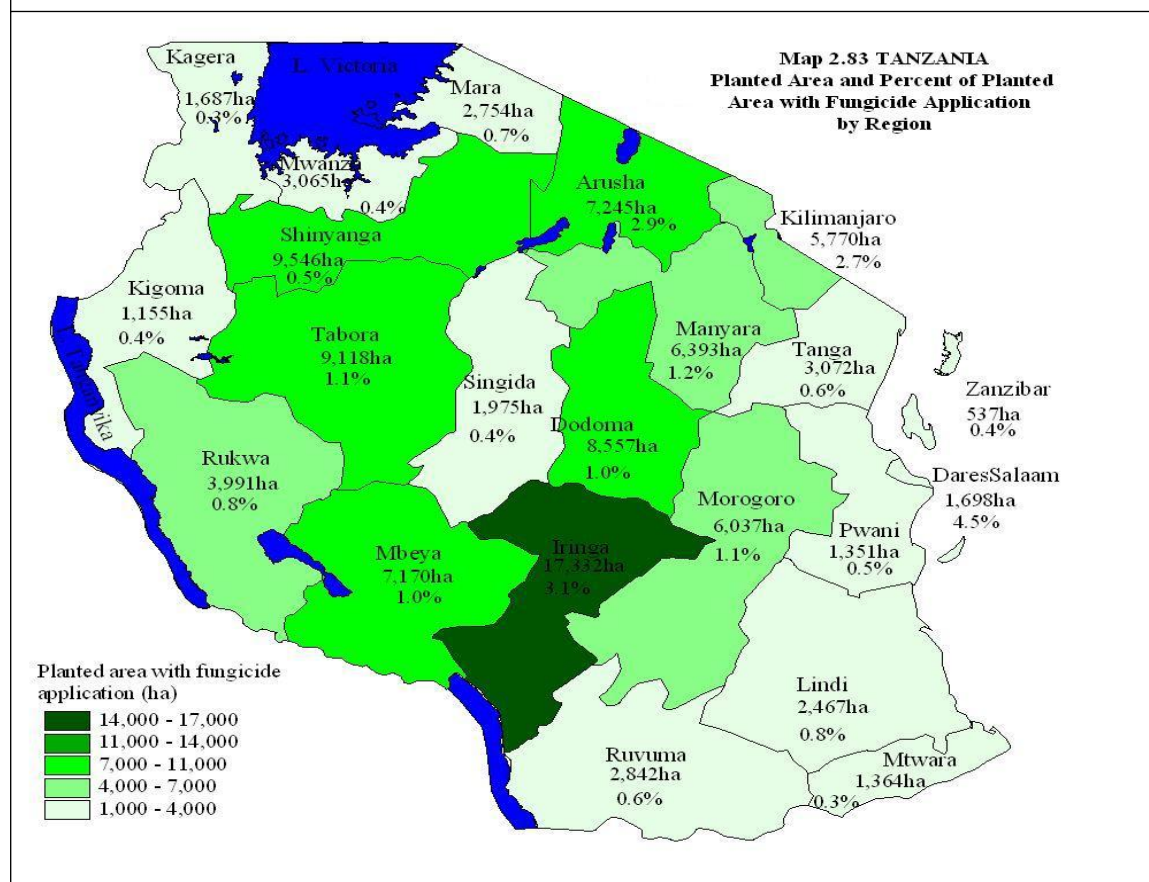 Map 2.83 TANZANIA
Planted Area and Percent of Planted
Area with Fungicide Application
by Region
Kagera
1,687ha
0.3%
L. Victoria
Mara
2,754ha
0.7%
Mwanza
3,065ha
0.4%
Arusha
7,245ha
2.9%
Kilimanjaro
5,770ha
2.7%
Shinyanga
9,546ha
0.5%
Kigoma
1,155ha
0.4%
Tabora
9,118ha
1.1%
Singida
1,975ha
0.4%
Manyara
6,393ha
1.2%
Tanga
3,072ha
0.6%
Zanzibar
537ha
0.4%
Dodoma
8,557ha
1.0%
L. Tanganyika
Rukwa
3,991ha
0.8%
Morogoro
6,037ha
1.1%
DaresSalaam
1,698ha
4.5%
Pwani
1,351ha
0.5%
Mbeya
7,170ha
1.0%
Iringa
17,332ha
3.1%
Lindi
2,467ha
0.8%
Ruvuma
2,842ha
0.6%
Mtwara
1,364ha
0.3%
Planted area with fungicide
application (ha)
14,000 - 17,000
11,000 - 14,000
7,000 - 11,000
4,000 - 7,000
1,000 - 4,000